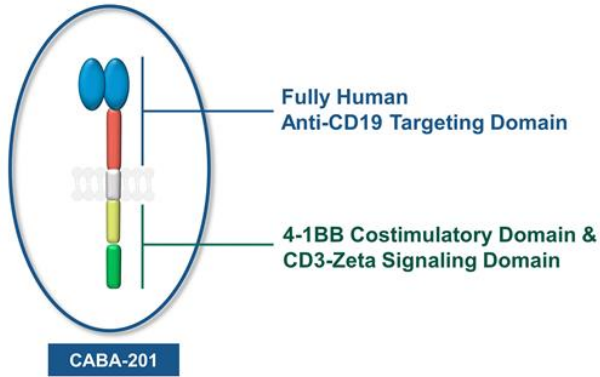 Fully Human
Anti-CD19 Targeting Domain
4-1BB Costimulatory Domain &
CD3-Zeta Signaling Domain
CABA-201